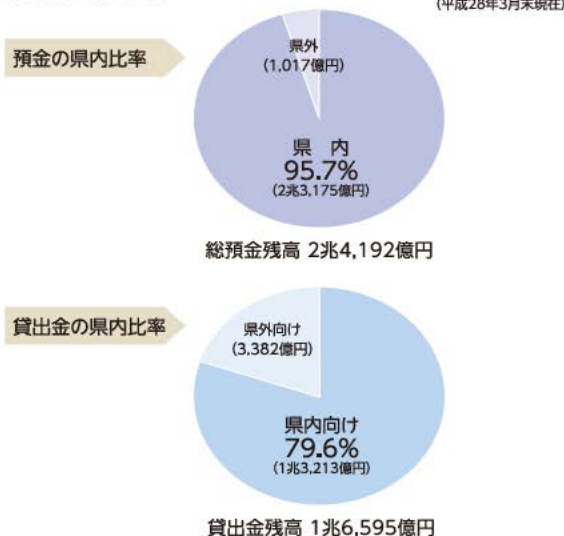 (平成28年3月末現在)
預金の県内比率
県外
(1,017億円)
県 内
95.7%
(2兆3,175億円)
総預金残高 2兆4,192億円
貸出金の県内比率
県外向け
(3,382億円)
県内向け
79.6%
(1兆3,213億円)
貸出金残高 1兆6,595億円